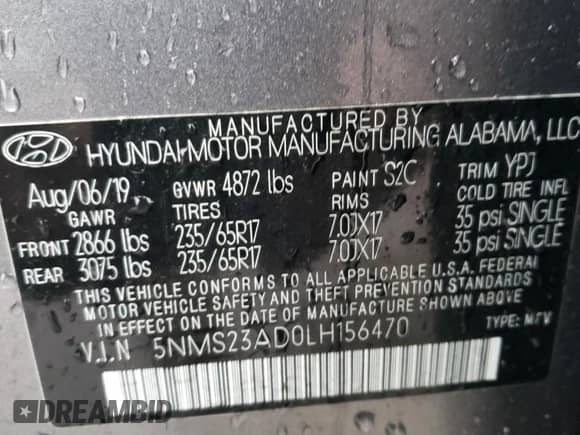 MANUFACTURED BY
HYUNDAI MOTOR MANUFACTURING ALABAMA, LLC
Aug/06/19 GVWR 4872 lbs PAINT S2C TRIM YPJ
GAWR TIRES RIMS COLD TIRE INFL
FRONT 2866 lbs 235/65R17 7.0JX17 35 psi SINGLE
REAR 3075 lbs 235/65R17 7.0JX17 35 psi SINGLE
THIS VEHICLE CONFORMS TO ALL APPLICABLE U.S.A. FEDERAL
MOTOR VEHICLE SAFETY AND THEFT PREVENTION STANDARDS
IN EFFECT ON THE DATE OF MANUFACTURE SHOWN ABOVE
V.I.N 5NMS23AD0LH156470 TYPE: MPV
DREAMBID